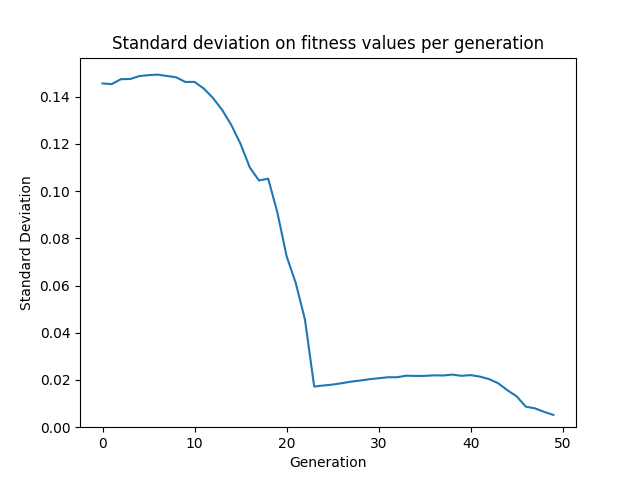 Standard deviation on fitness values per generation
0.14
0.12
0.10
0.08
0.06
0.04
0.02
0.00
Standard Deviation
0 10 20 30 40 50
Generation